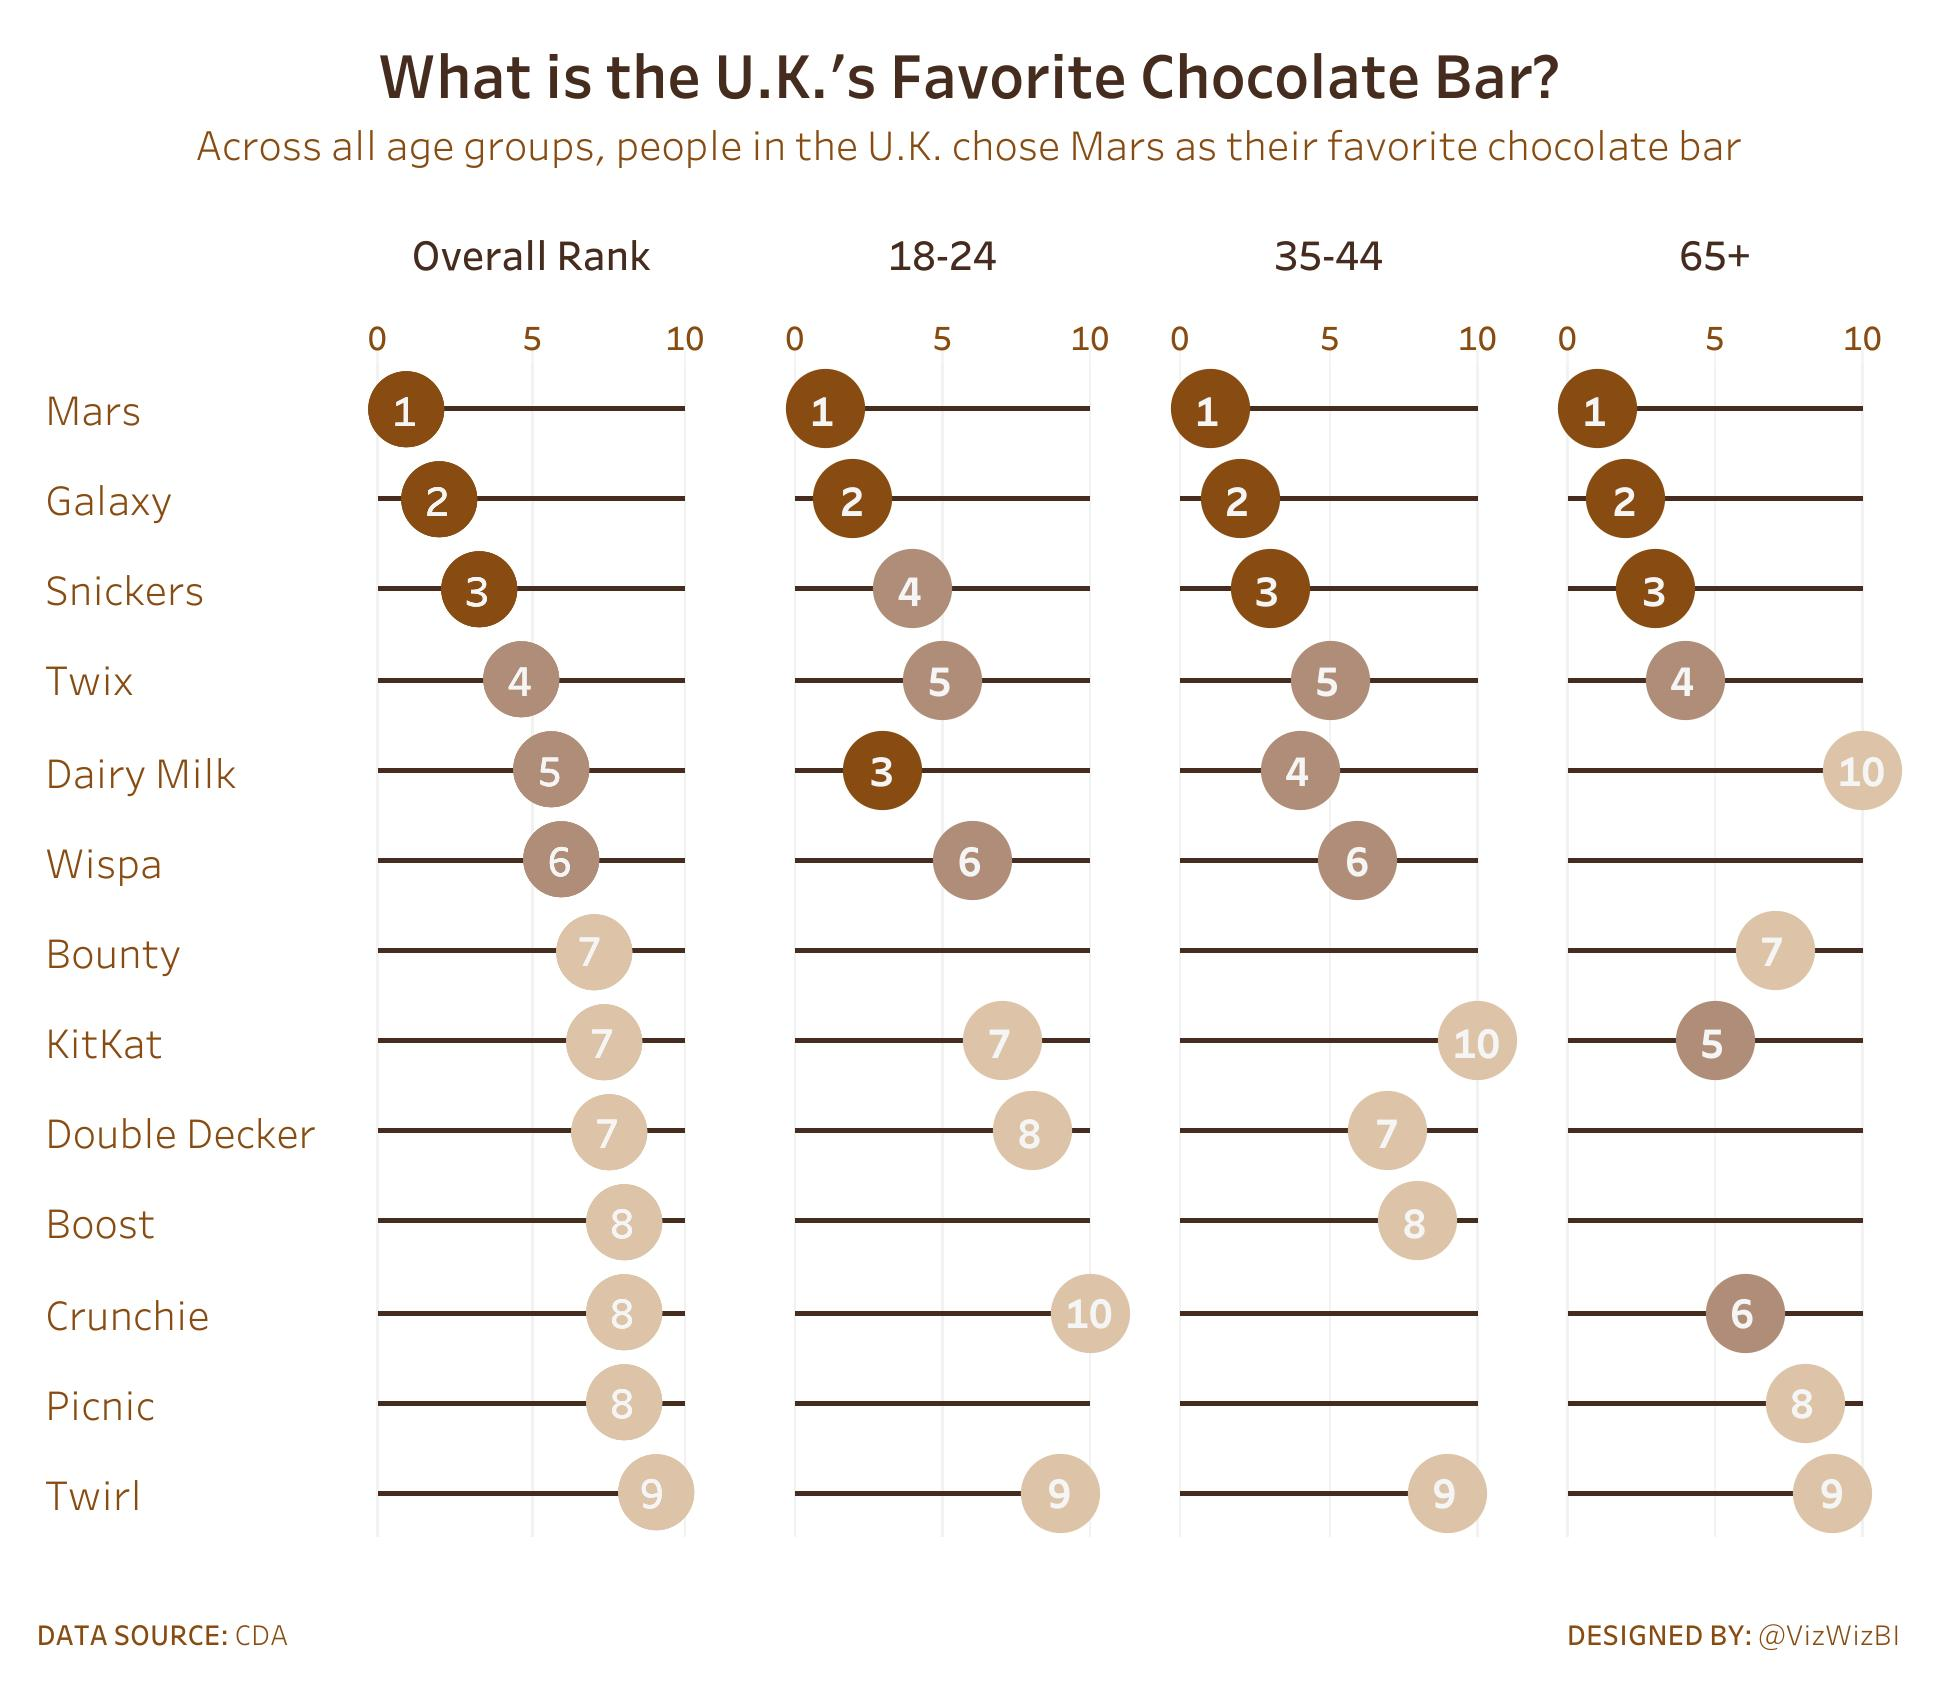 What is the U.K.’s Favorite Chocolate Bar?
Across all age groups, people in the U.K. chose Mars as their favorite chocolate bar
Overall Rank 18-24 35-44 65+
0 5 10 0 5 10 0 5 10 0 5 10
Mars 1 1 1 1
Galaxy 2 2 2 2
Snickers 3 4 3 3
Twix 4 5 5 4
Dairy Milk 5 3 4 10
Wispa 6 6 6
Bounty 7 7
KitKat 7 7 10 5
Double Decker 7 8 7
Boost 8 8
Crunchie 8 10 6
Picnic 8 8
Twirl 9 9 9 9
DATA SOURCE: CDA DESIGNED BY: @VizWizBI